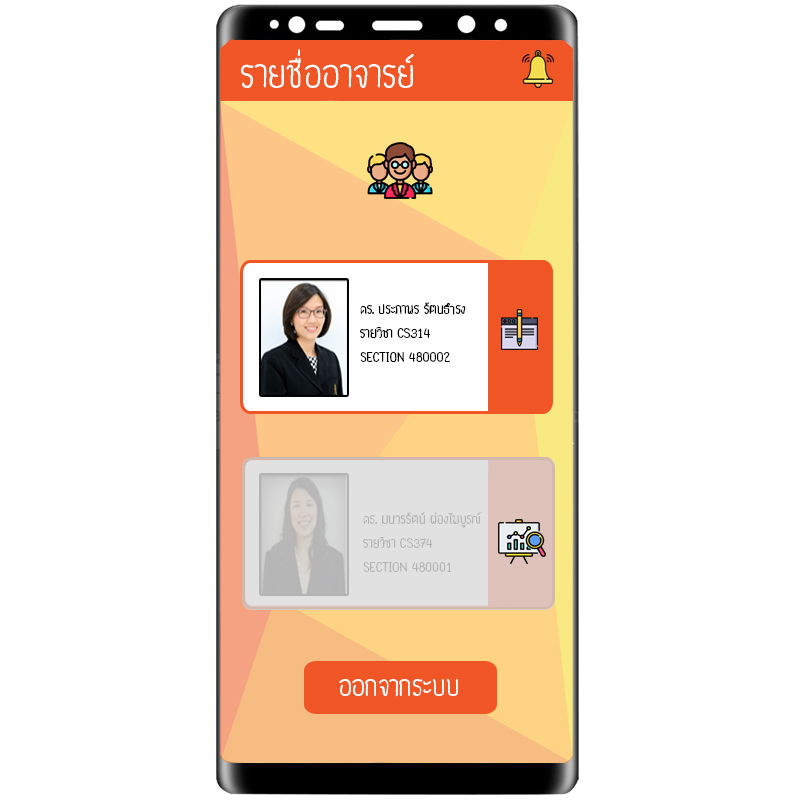 รายชื่ออาจารย์
ดร. ประภาพร รัตนธำรง
รายวิชา CS314
SECTION 480002
ดร. มนวรรัตน์ ผ่องไพบูรณ์
รายวิชา CS374
SECTION 480001
ออกจากระบบ